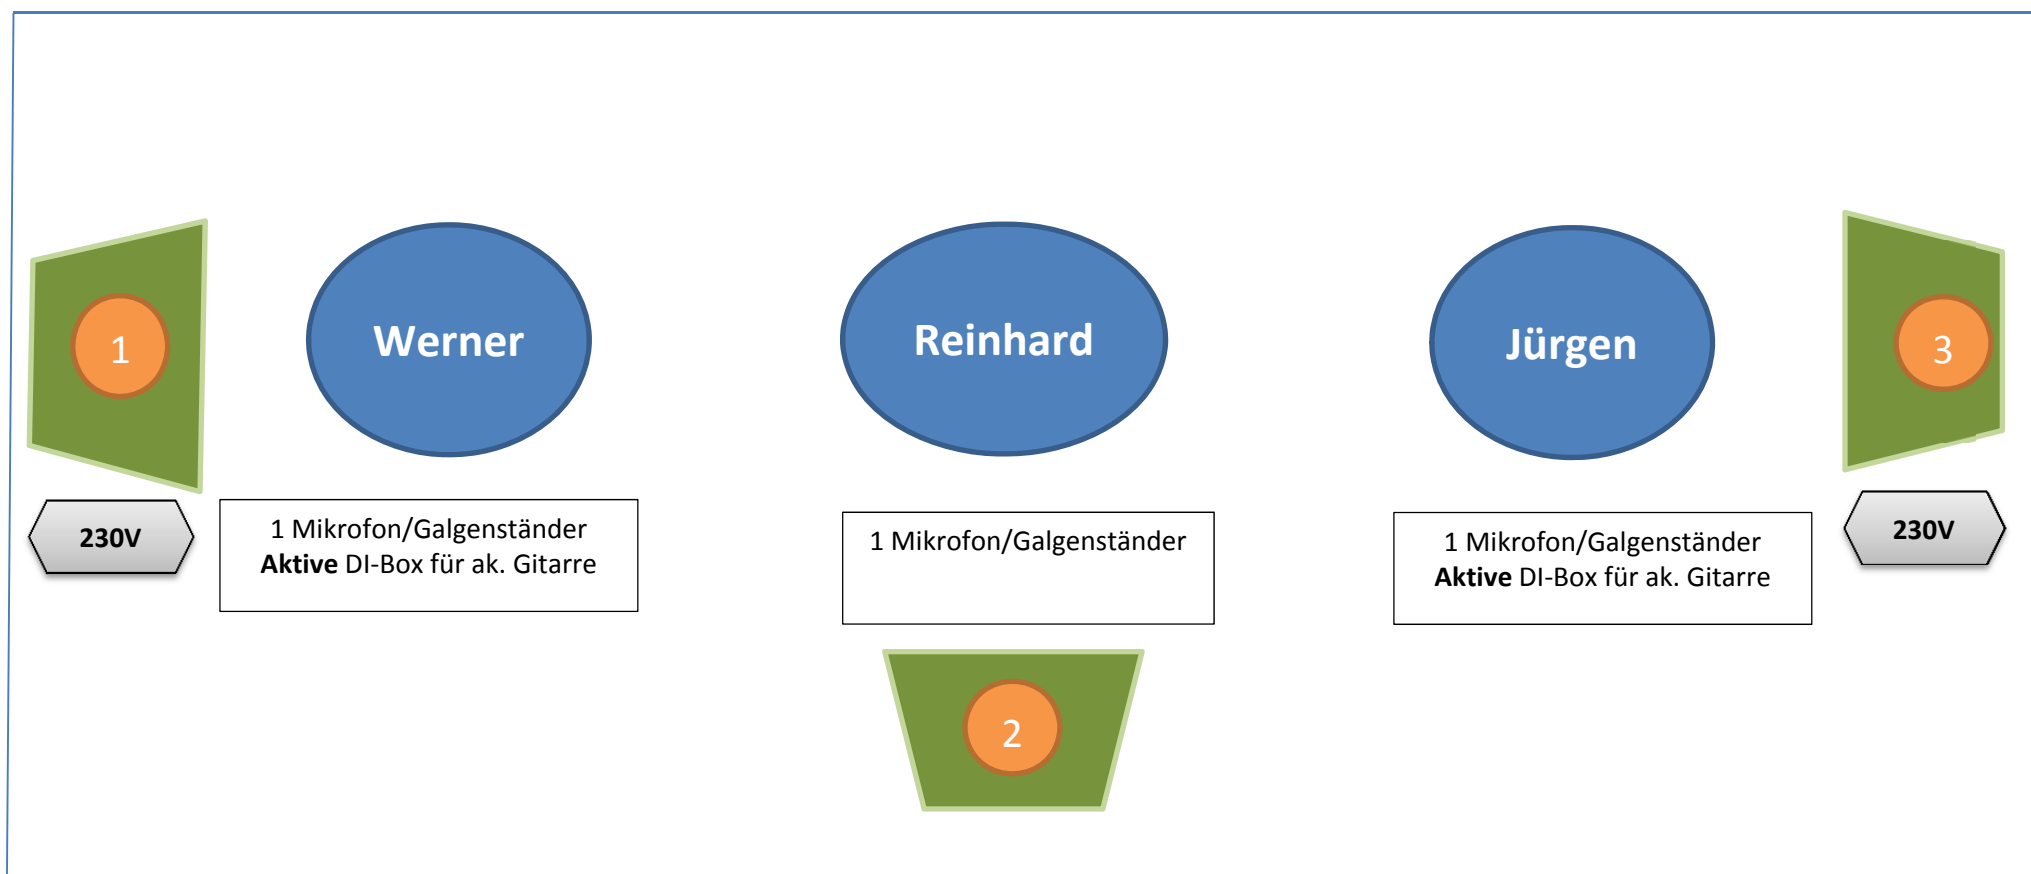 1
Werner
Reinhard
Jürgen
3
230V
1 Mikrofon/Galgenständer
Aktive DI-Box für ak. Gitarre
1 Mikrofon/Galgenständer
1 Mikrofon/Galgenständer
Aktive DI-Box für ak. Gitarre
230V
2